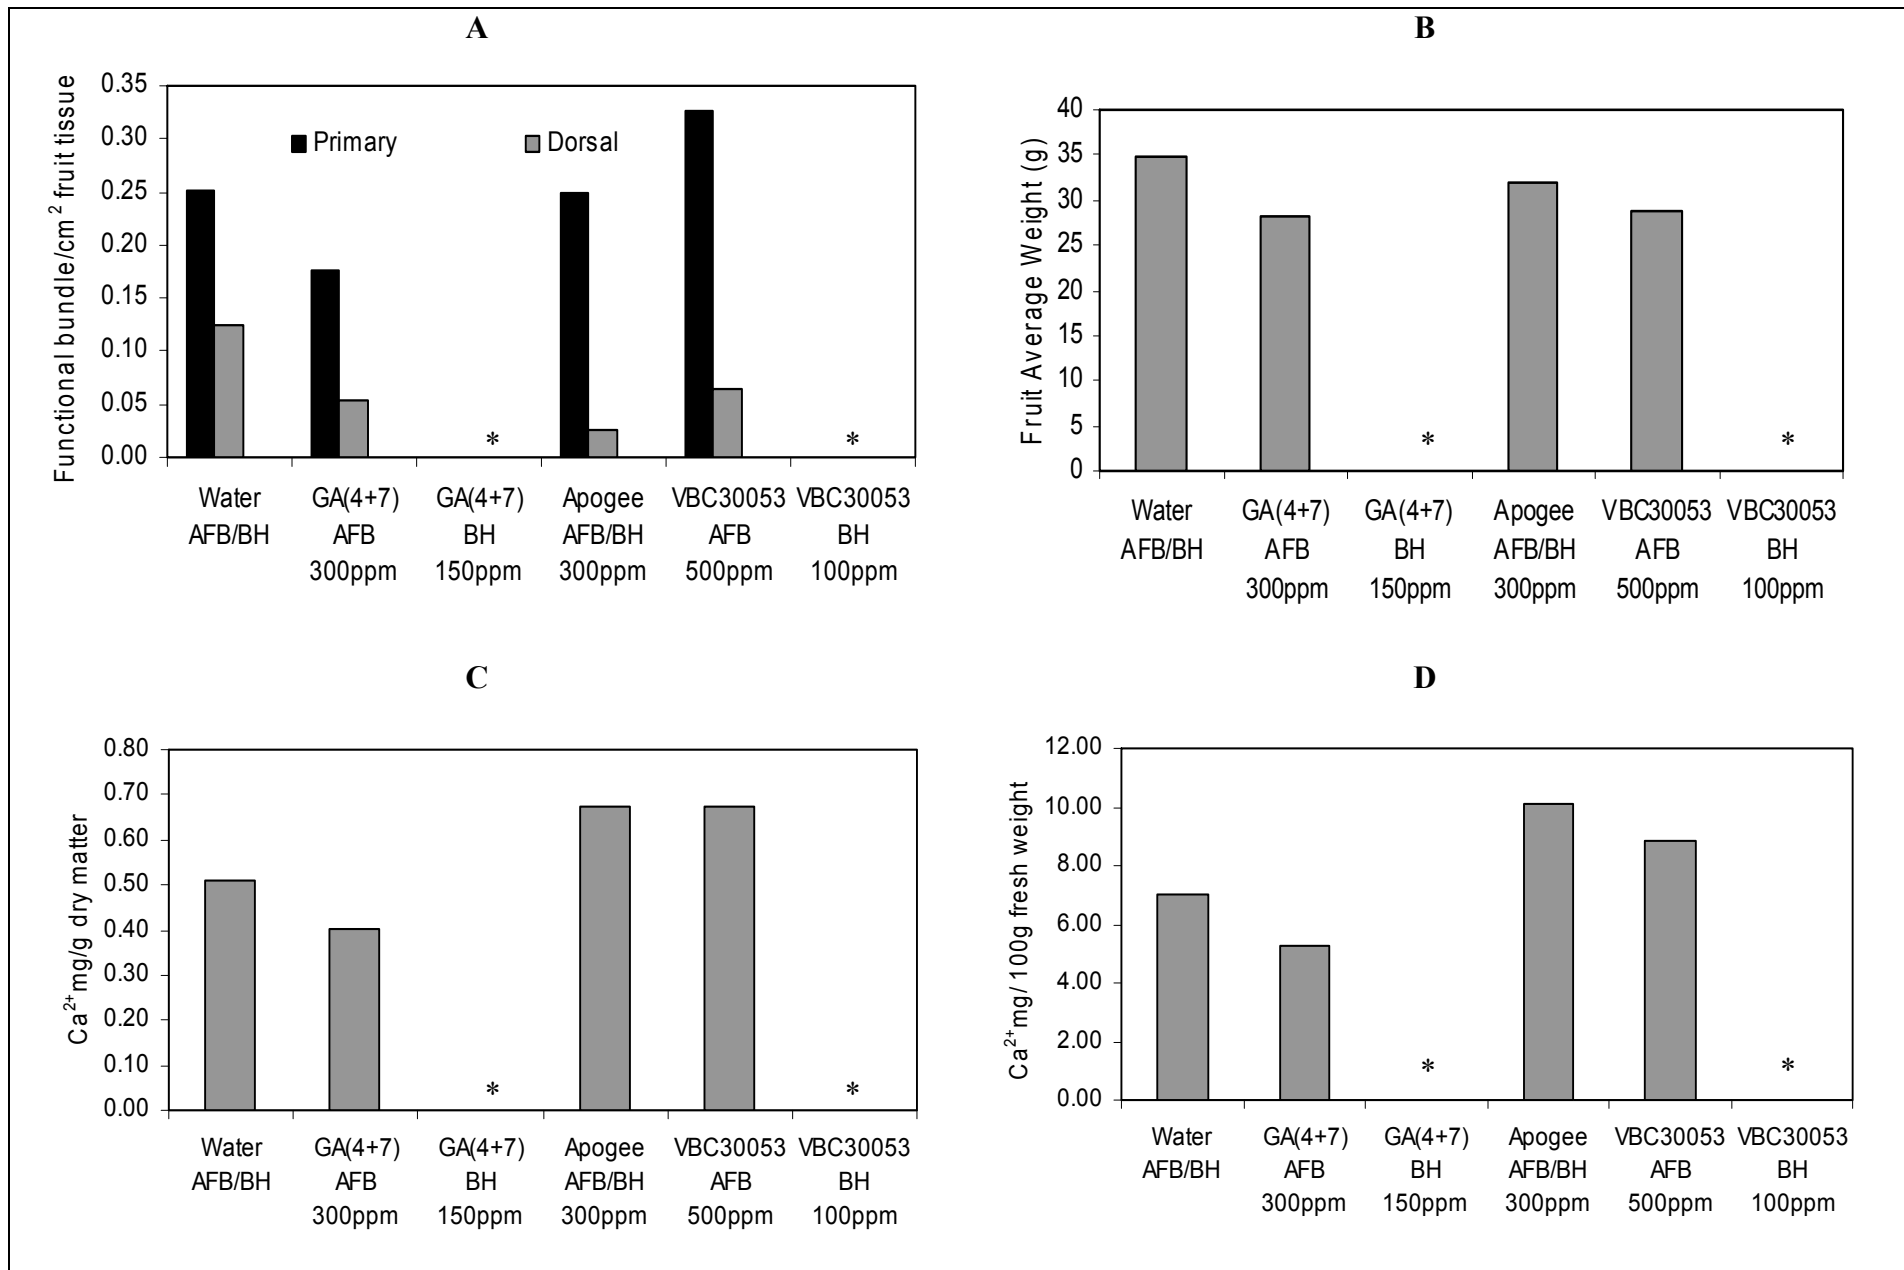 A
Functional bundle/cm² fruit tissue
0.35
0.30
0.25
0.20
0.15
0.10
0.05
0.00
Primary
Dorsal
*
*
Water GA(4+7) GA(4+7) Apogee VBC30053 VBC30053
AFB/BH AFB BH AFB/BH AFB BH
300ppm 150ppm 300ppm 500ppm 100ppm
B
Fruit Average Weight (g)
40
35
30
25
20
15
10
5
0
*
*
Water GA(4+7) GA(4+7) Apogee VBC30053 VBC30053
AFB/BH AFB BH AFB/BH AFB BH
300ppm 150ppm 300ppm 500ppm 100ppm
C
Ca²⁺mg/g dry matter
0.80
0.70
0.60
0.50
0.40
0.30
0.20
0.10
0.00
*
*
Water GA(4+7) GA(4+7) Apogee VBC30053 VBC30053
AFB/BH AFB BH AFB/BH AFB BH
300ppm 150ppm 300ppm 500ppm 100ppm
D
Ca²⁺mg/ 100g fresh weight
12.00
10.00
8.00
6.00
4.00
2.00
0.00
*
*
Water GA(4+7) GA(4+7) Apogee VBC30053 VBC30053
AFB/BH AFB BH AFB/BH AFB BH
300ppm 150ppm 300ppm 500ppm 100ppm